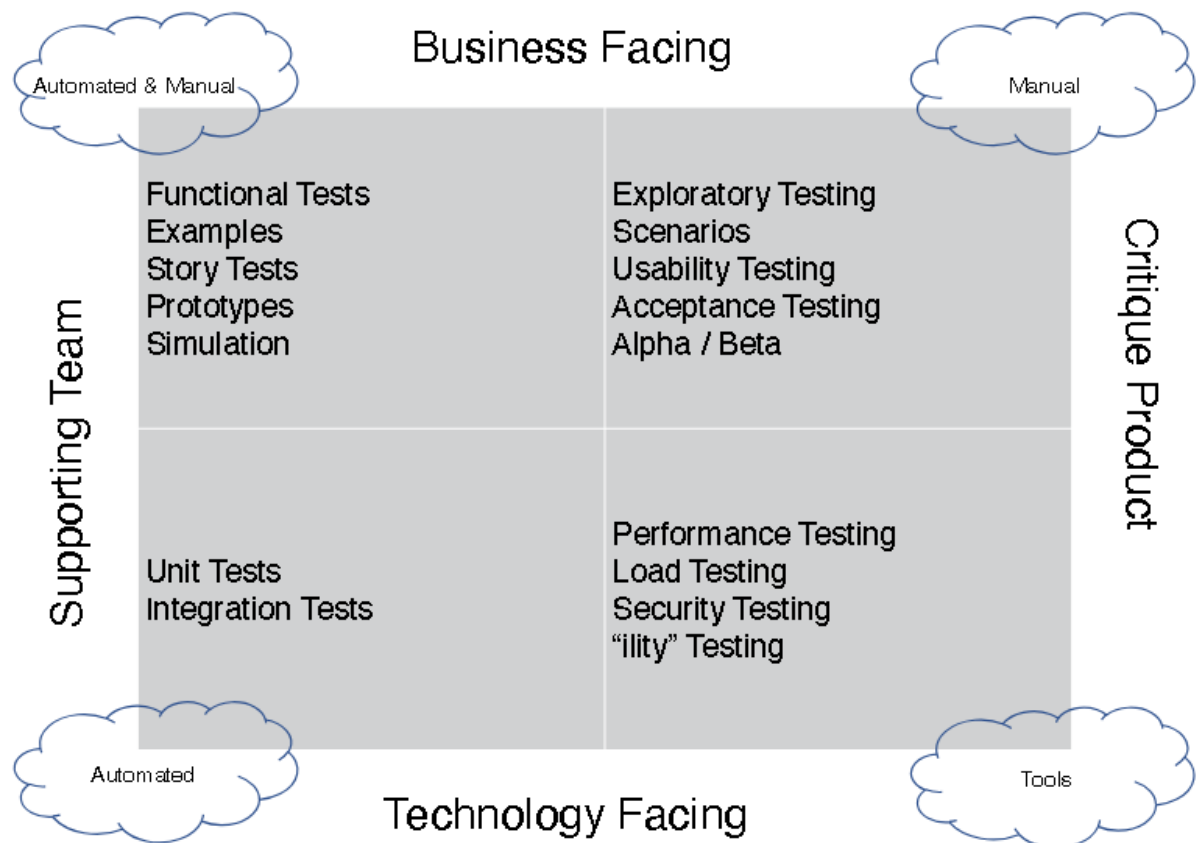 Business Facing
Automated & Manual
Manual
Functional Tests
Examples
Story Tests
Prototypes
Simulation
Exploratory Testing
Scenarios
Usability Testing
Acceptance Testing
Alpha / Beta
Supporting Team
Critique Product
Unit Tests
Integration Tests
Performance Testing
Load Testing
Security Testing
“ility” Testing
Automated
Tools
Technology Facing